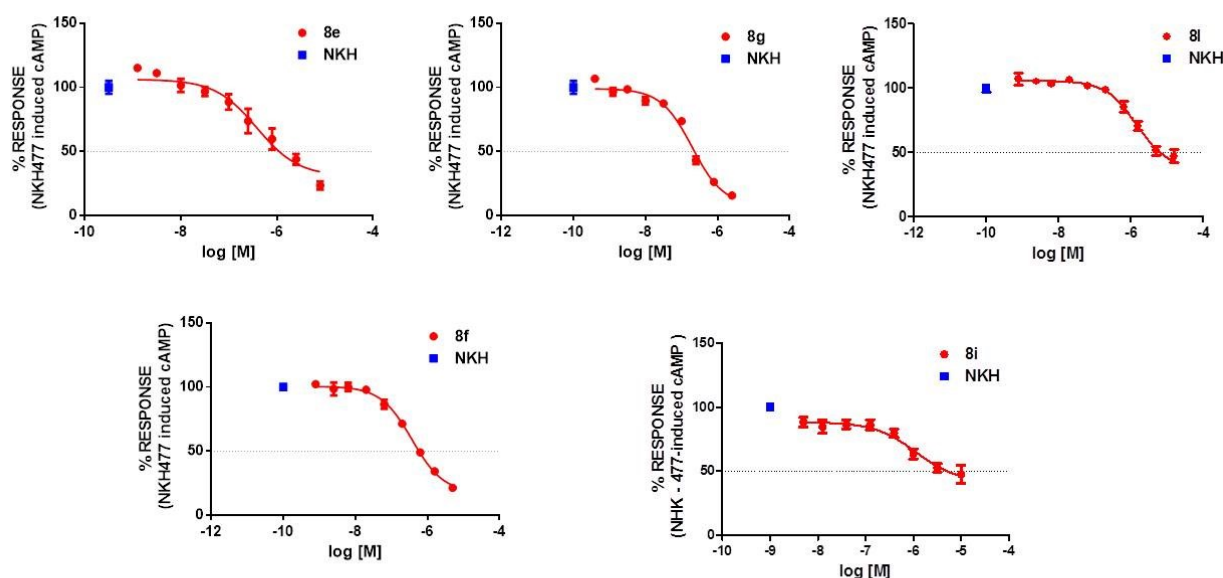 % RESPONSE
(NKH477 induced cAMP)
150
100
50
0
-10
-8
-6
-4
log [M]
8e
NKH
% RESPONSE
(NKH477 induced cAMP)
150
100
50
0
-12
-10
-8
-6
-4
log [M]
8g
NKH
% RESPONSE
(NKH477 induced cAMP)
150
100
50
0
-12
-10
-8
-6
-4
-2
log [M]
8l
NKH
% RESPONSE
(NKH477 induced cAMP)
150
100
50
0
-12
-10
-8
-6
-4
log [M]
8f
NKH
% RESPONSE
(NHK - 477-induced cAMP )
150
100
50
0
-10
-9
-8
-7
-6
-5
-4
log [M]
8i
NKH